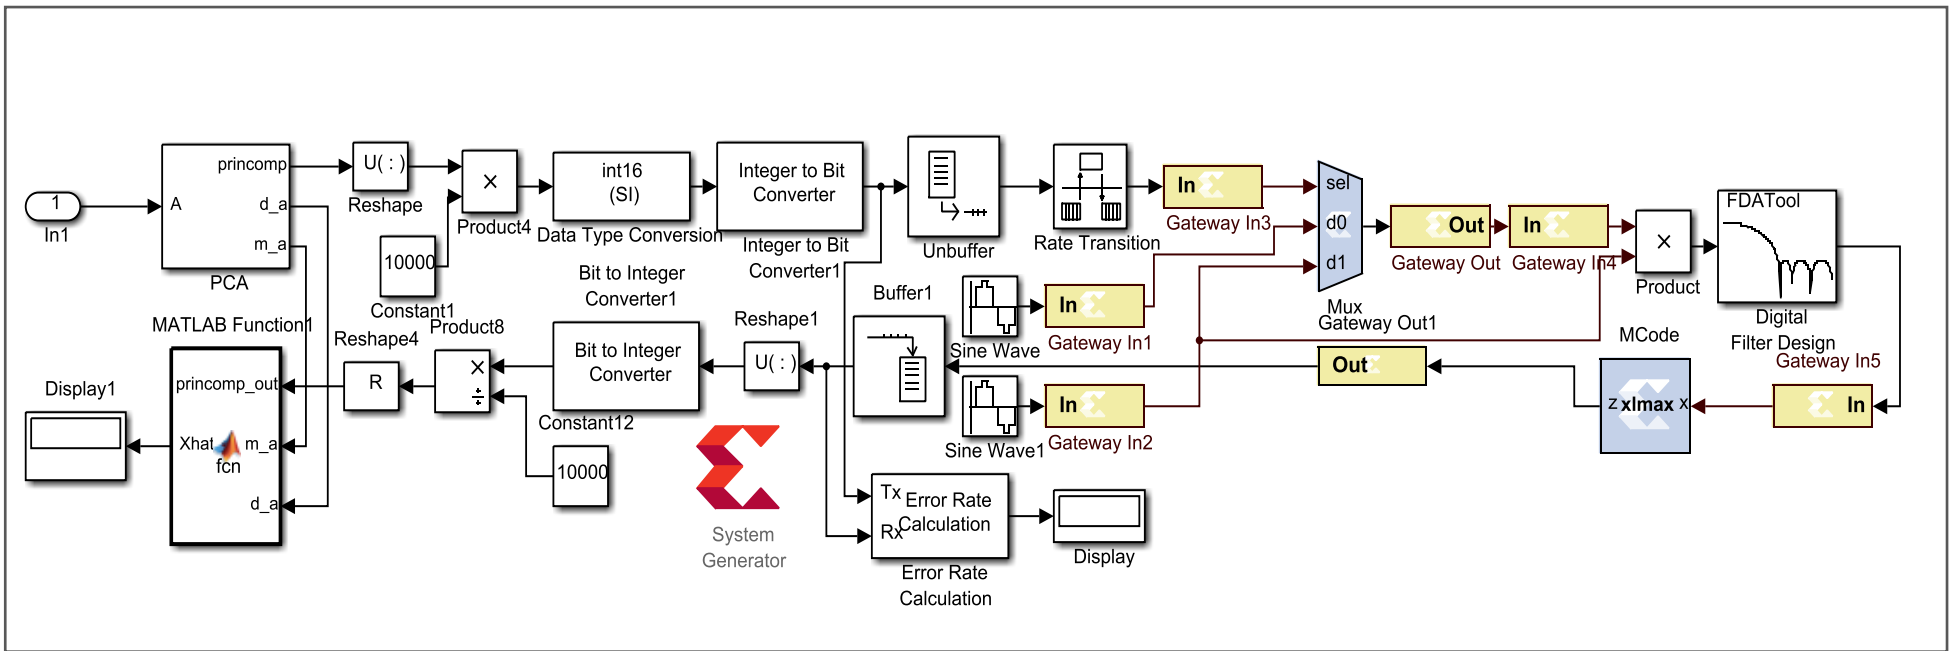 1
In1
A
princomp
d_a
m_a
PCA
U( : )
Reshape
10000
Constant1
×
Product4
int16
(SI)
Data Type Conversion
Integer to Bit
Converter
Integer to Bit
Converter1
Unbuffer
Rate Transition
In
Gateway In3
sel
d0
d1
Mux
Out
Gateway Out
In
Gateway In4
×
Product
FDATool
Digital
Filter Design
Sine Wave
In
Gateway In1
Sine Wave1
In
Gateway In2
Gateway In5
In
MCode
z xlmax x
Gateway Out1
Out
Buffer1
Reshape1
U( : )
Bit to Integer
Converter1
Bit to Integer
Converter
Product8
×
÷
Constant12
10000
Reshape4
R
MATLAB Function1
princomp_out
Xhat
m_a
fcn
d_a
Display1
System
Generator
Tx
Rx
Error Rate
Calculation
Error Rate
Calculation
Display